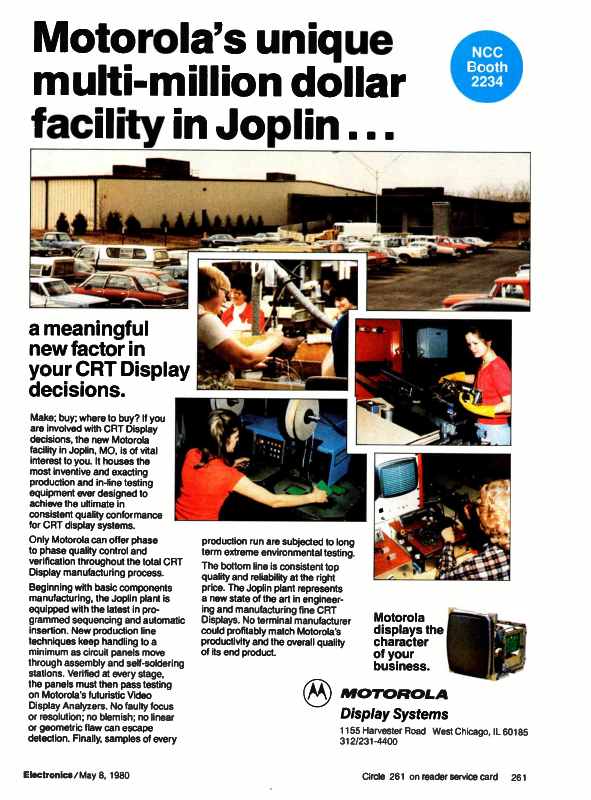 Motorola's unique
multi-million dollar
facility in Joplin...
NCC
Booth
2234
a meaningful
new factor in
your CRT Display
decisions.
Make; buy; where to buy? If you
are involved with CRT Display
decisions, the new Motorola
facility in Joplin, MO, is of vital
interest to you. It houses the
most inventive and exacting
production and in-line testing
equipment ever designed to
achieve the ultimate in
consistent quality conformance
for CRT display systems.
Only Motorola can offer phase
to phase quality control and
verification throughout the total CRT
Display manufacturing process.
Beginning with basic components
manufacturing, the Joplin plant is
equipped with the latest in pro-
grammed sequencing and automatic
insertion. New production line
techniques keep handling to a
minimum as circuit panels move
through assembly and self-soldering
stations. Verified at every stage,
the panels must then pass testing
on Motorola's futuristic Video
Display Analyzers. No faulty focus
or resolution; no blemish; no linear
or geometric flaw can escape
detection. Finally, samples of every
production run are subjected to long
term extreme environmental testing.
The bottom line is consistent top
quality and reliability at the right
price. The Joplin plant represents
a new state of the art in engineer-
ing and manufacturing fine CRT
Displays. No terminal manufacturer
could profitably match Motorola's
productivity and the overall quality
of its end product.
Motorola
displays the
character
of your
business.
MOTOROLA
Display Systems
1155 Harvester Road West Chicago, IL 60185
312/231-4400
Electronics/May 8, 1980
Circle 261 on reader service card 261